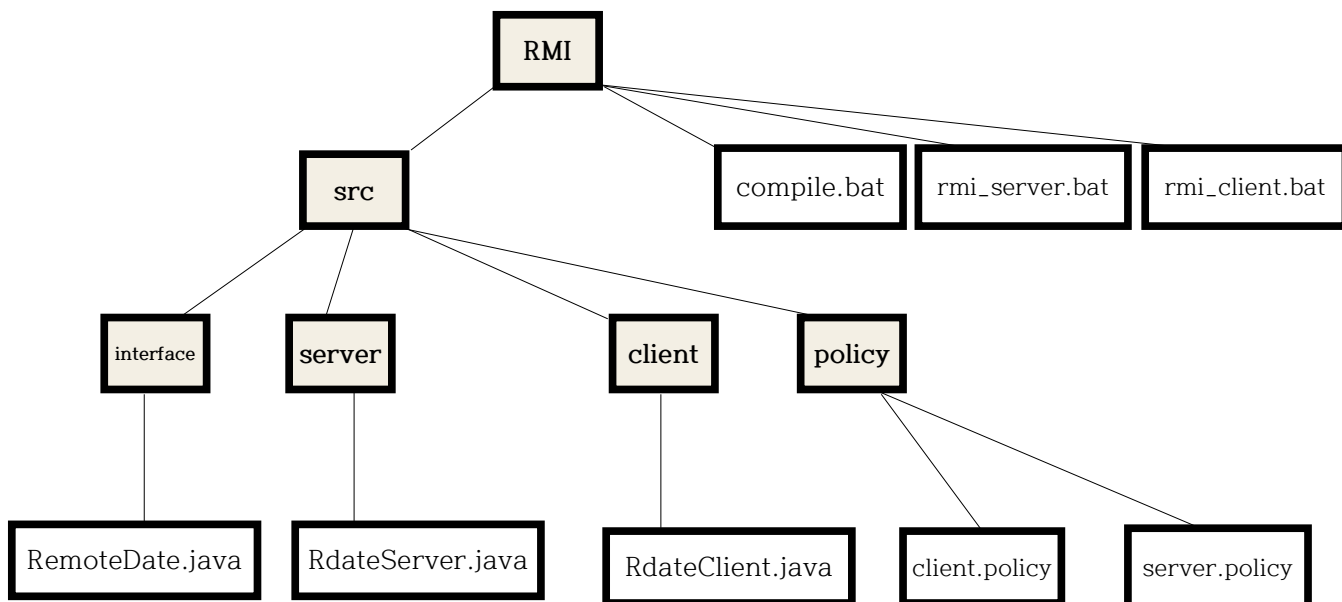 RMI
src
compile.bat
rmi_server.bat
rmi_client.bat
interface
server
client
policy
RemoteDate.java
RdateServer.java
RdateClient.java
client.policy
server.policy